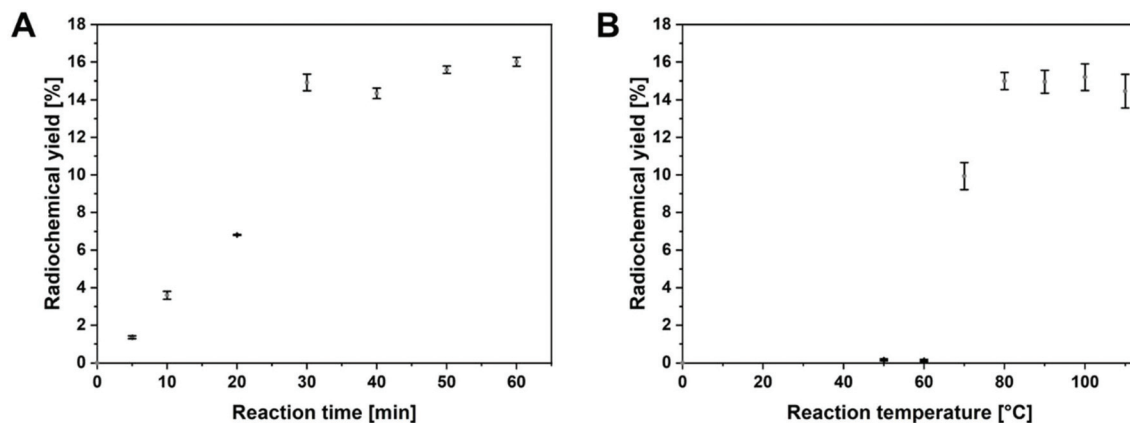 A
Radiochemical yield [%]
18
16
14
12
10
8
6
4
2
0
0 10 20 30 40 50 60
Reaction time [min]
B
Radiochemical yield [%]
18
16
14
12
10
8
6
4
2
0
0 20 40 60 80 100
Reaction temperature [°C]